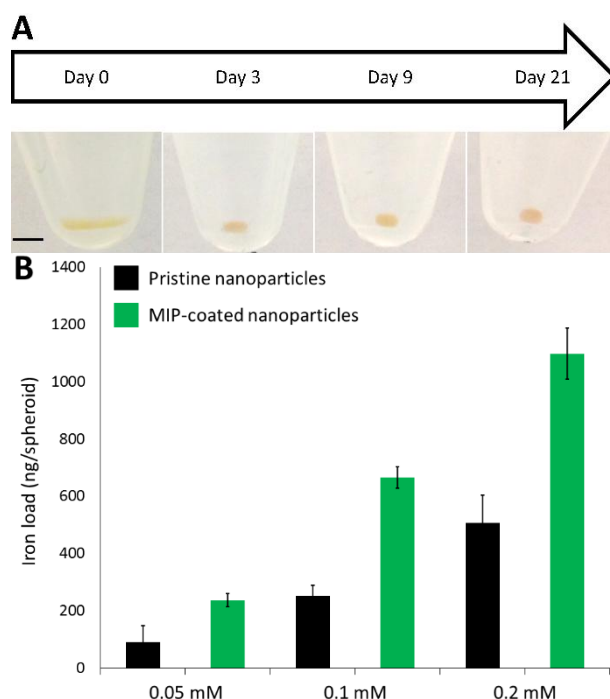 A
Day 0 Day 3 Day 9 Day 21
B
1400
1200
1000
800
600
400
200
0
Iron load (ng/spheroid)
Pristine nanoparticles
MIP-coated nanoparticles
0.05 mM 0.1 mM 0.2 mM